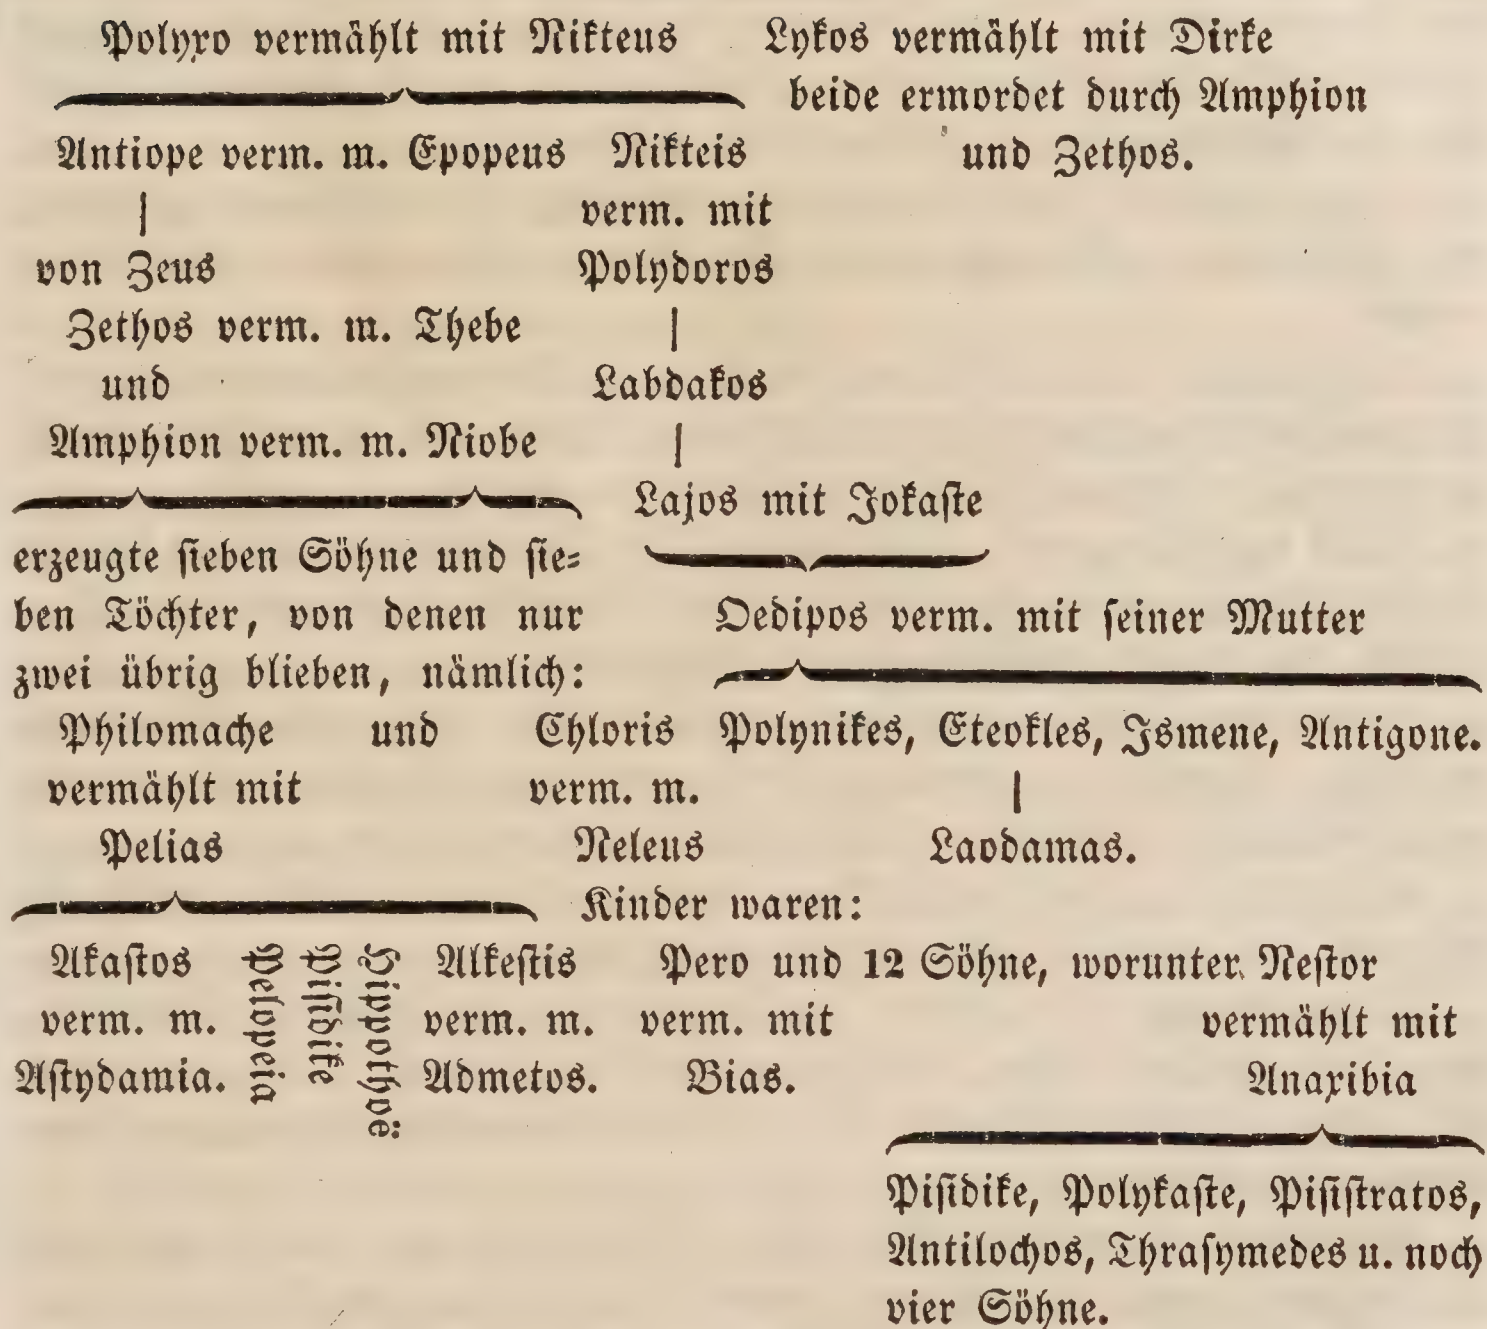 Polyxo vermählt mit Nikteus Lykos vermählt mit Dirke
beide ermordet durch Amphion
Antiope verm. m. Epopeus Nikteis und Zethos.
verm. mit
von Zeus Polydoros
Zethos verm. m. Thebe
und Labdakos
Amphion verm. m. Niobe
Lajos mit Jokaste
erzeugte sieben Söhne und sie-
ben Töchter, von denen nur Oedipos verm. mit seiner Mutter
zwei übrig blieben, nämlich:
Philomache und Chloris Polynikes, Eteokles, Ismene, Antigone.
vermählt mit verm. m.
Pelias Neleus Laodamas.
Kinder waren:
Akastos Pelopeia Pisidike Hippothoë Alkestis Pero und 12 Söhne, worunter Nestor
verm. m. verm. m. verm. mit vermählt mit
Astydamia. Admetos. Bias. Anaxibia
Pisidike, Polykaste, Pisistratos,
Antilochos, Thrasymedes u. noch
vier Söhne.